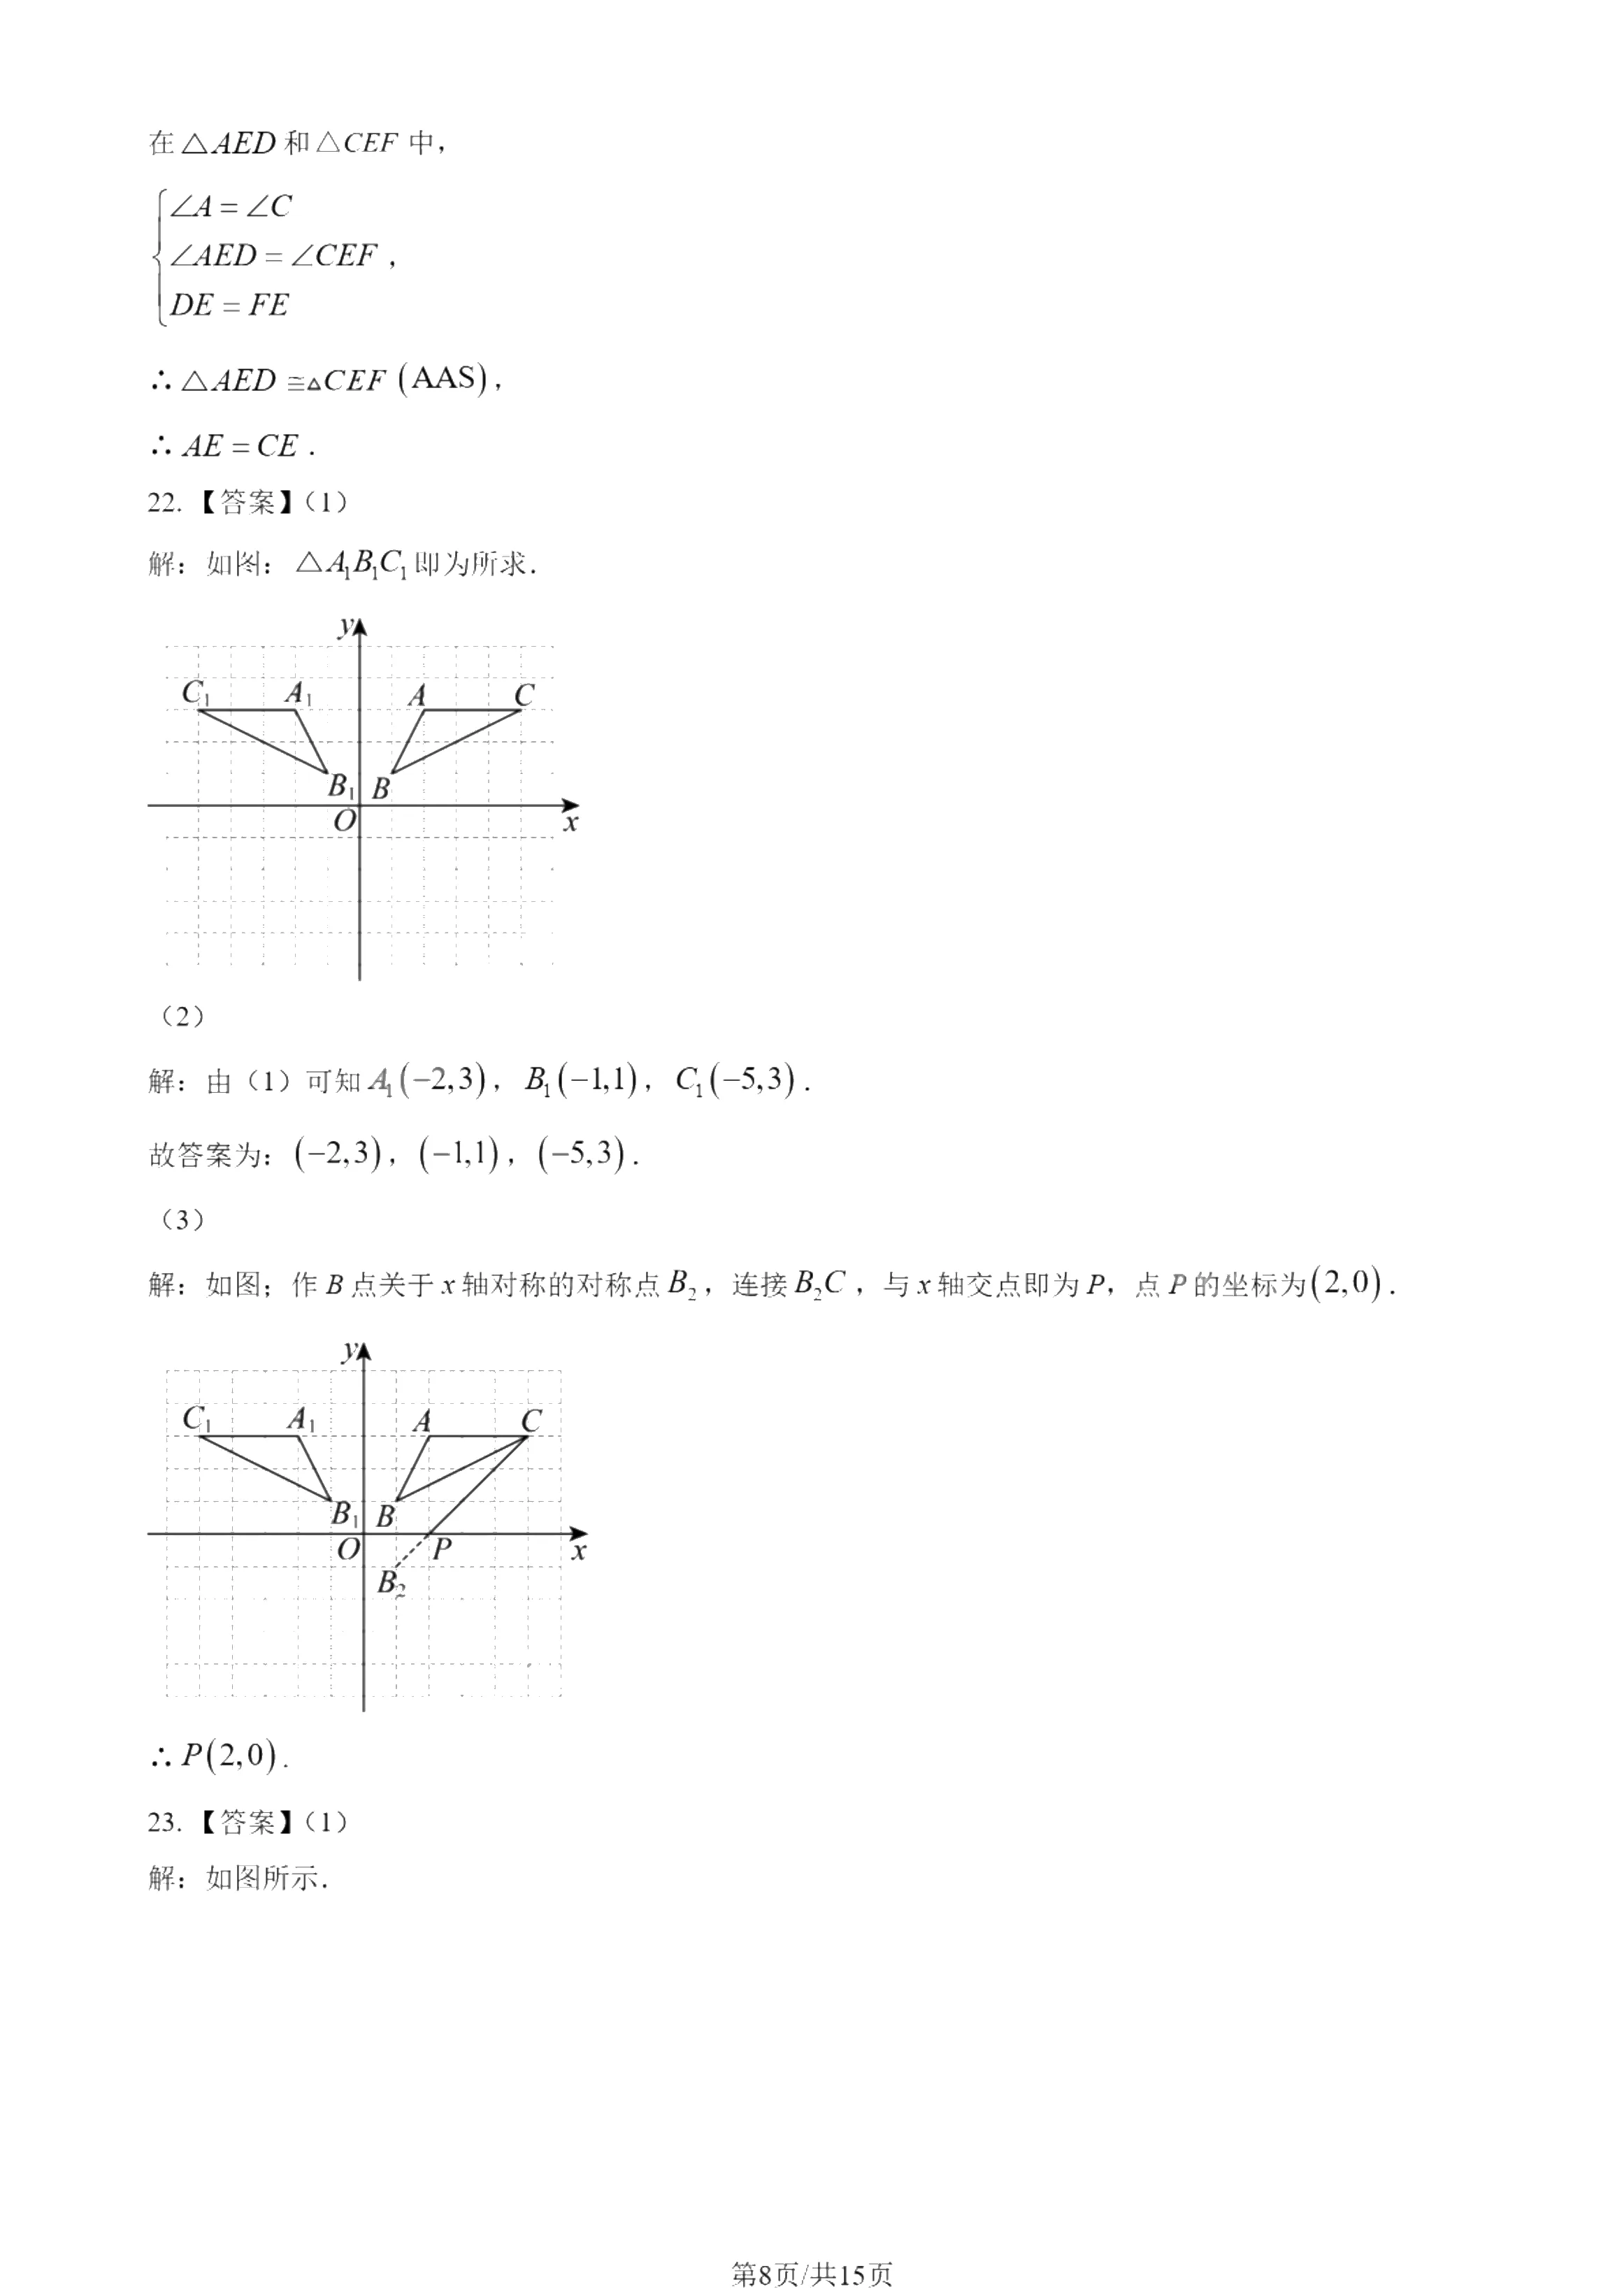 在△AED和△CEF中，
∠A=∠C
∠AED=∠CEF，
DE=FE
∴△AED≌△CEF(AAS)，
∴AE=CE．
22.【答案】（1）
解：如图：△A₁B₁C₁即为所求．
y
C₁ A₁ A C
B₁ B
O x
（2）
解：由（1）可知A₁(−2,3)，B₁(−1,1)，C₁(−5,3)．
故答案为：(−2,3)，(−1,1)，(−5,3)．
（3）
解：如图；作B点关于x轴对称的对称点B₂，连接B₂C，与x轴交点即为P，点P的坐标为(2,0)．
y
C₁ A₁ A C
B₁ B
O P x
B₂
∴P(2,0)．
23.【答案】（1）
解：如图所示．
第8页/共15页